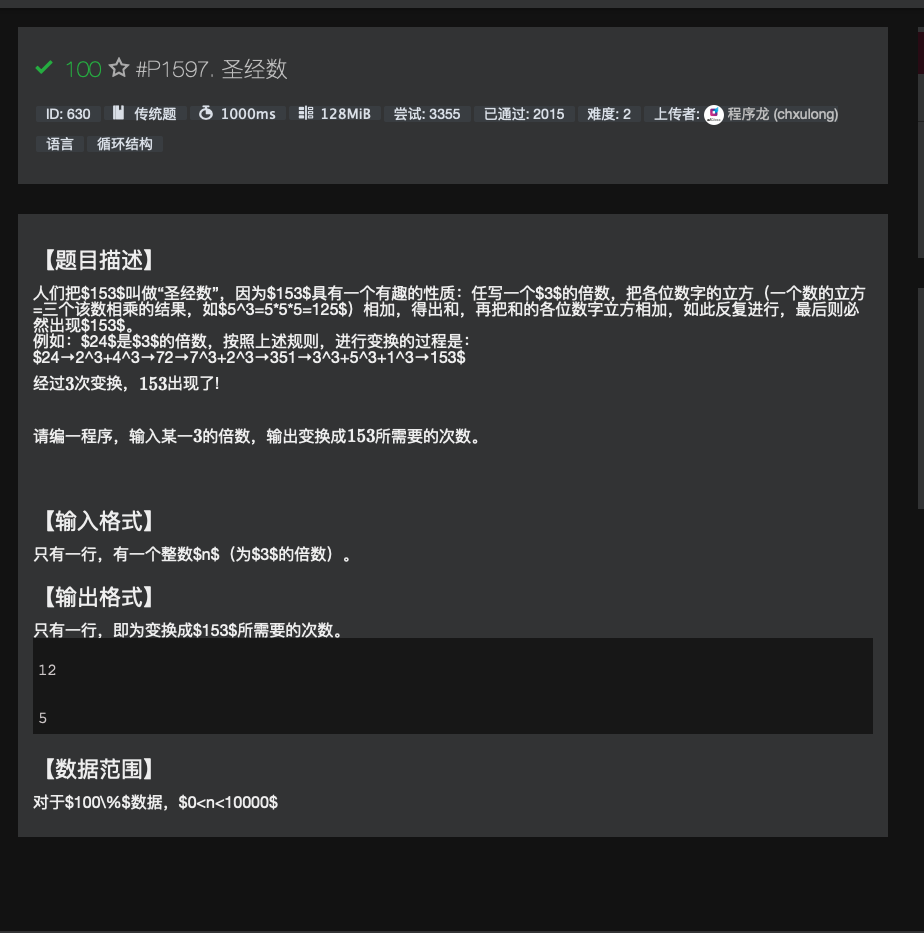 100 #P1597. 圣经数
ID: 630 传统题 1000ms 128MiB 尝试: 3355 已通过: 2015 难度: 2 上传者: 程序龙 (chxulong)
语言 循环结构
【题目描述】
人们把$153$叫做“圣经数”，因为$153$具有一个有趣的性质：任写一个$3$的倍数，把各位数字的立方（一个数的立方
=三个该数相乘的结果，如$5^3=5*5*5=125$）相加，得出和，再把和的各位数字立方相加，如此反复进行，最后则必
然出现$153$。
例如：$24$是$3$的倍数，按照上述规则，进行变换的过程是：
$24→2^3+4^3→72→7^3+2^3→351→3^3+5^3+1^3→153$
经过3次变换，153出现了!
请编一程序，输入某一3的倍数，输出变换成153所需要的次数。
【输入格式】
只有一行，有一个整数$n$（为$3$的倍数）。
【输出格式】
只有一行，即为变换成$153$所需要的次数。
12
5
【数据范围】
对于$100\%$数据，$0<n<10000$